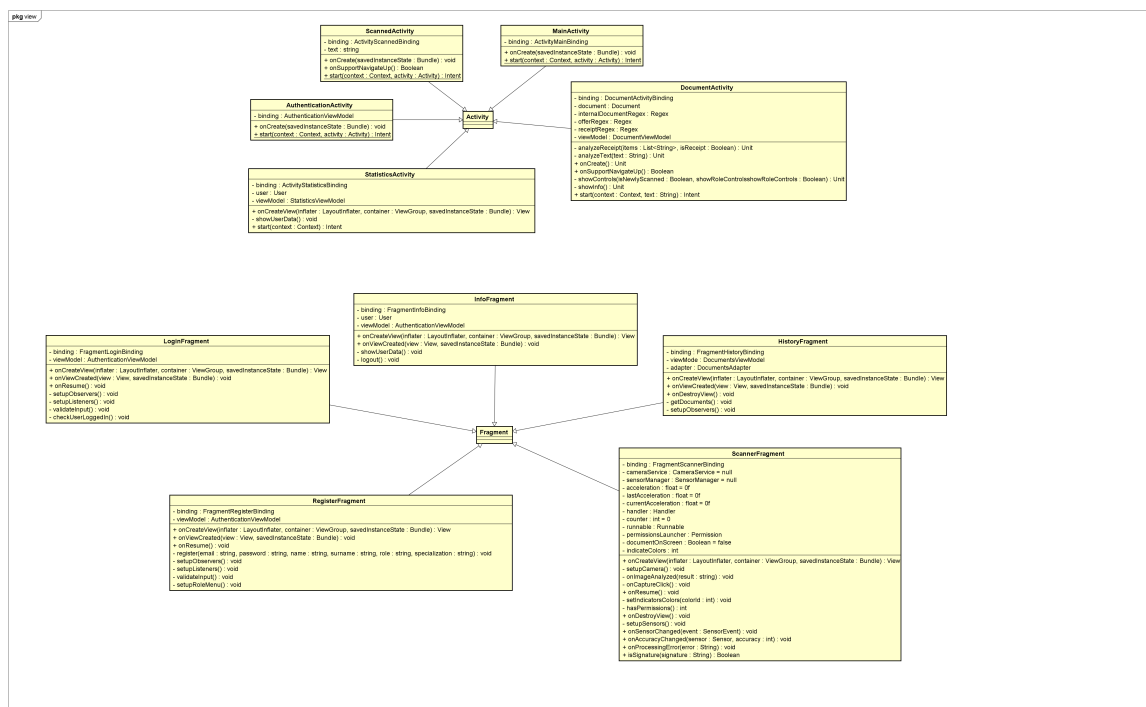 pkg view
ScannedActivity
- binding : ActivityScannedBinding
- text : string
+ onCreate(savedInstanceState : Bundle) : void
+ onSupportNavigateUp() : Boolean
+ start(context : Context, activity : Activity) : Intent
MainActivity
- binding : ActivityMainBinding
+ onCreate(savedInstanceState : Bundle) : void
+ start(context : Context, activity : Activity) : Intent
DocumentActivity
- binding : DocumentActivityBinding
- document : Document
- internalDocumentRegex : Regex
- offerRegex : Regex
- receiptRegex : Regex
- viewModel : DocumentViewModel
- analyzeReceipt(items : List<String>, isReceipt : Boolean) : Unit
- analyzeText(text : String) : Unit
+ onCreate() : Unit
+ onSupportNavigateUp() : Boolean
- showControls(isNewlyScanned : Boolean, showRoleControlsshowRoleControls : Boolean) : Unit
- showInfo() : Unit
+ start(context : Context, text : String) : Intent
AuthenticationActivity
- binding : AuthenticationViewModel
+ onCreate(savedInstanceState : Bundle) : void
+ start(context : Context, activity : Activity) : Intent
Activity
StatisticsActivity
- binding : ActivityStatisticsBinding
- user : User
- viewModel : StatisticsViewModel
+ onCreateView(inflater : LayoutInflater, container : ViewGroup, savedInstanceState : Bundle) : View
- showUserData() : void
+ start(context : Context) : Intent
InfoFragment
- binding : FragmentInfoBinding
- user : User
- viewModel : AuthenticationViewModel
+ onCreateView(inflater : LayoutInflater, container : ViewGroup, savedInstanceState : Bundle) : View
+ onViewCreated(view : View, savedInstanceState : Bundle) : void
- showUserData() : void
- logout() : void
LoginFragment
- binding : FragmentLoginBinding
- viewModel : AuthenticationViewModel
+ onCreateView(inflater : LayoutInflater, container : ViewGroup, savedInstanceState : Bundle) : View
+ onViewCreated(view : View, savedInstanceState : Bundle) : void
+ onResume() : void
- setupObservers() : void
- setupListeners() : void
- validateInput() : void
- checkUserLoggedIn() : void
HistoryFragment
- binding : FragmentHistoryBinding
- viewMode : DocumentsViewModel
- adapter : DocumentsAdapter
+ onCreateView(inflater : LayoutInflater, container : ViewGroup, savedInstanceState : Bundle) : View
+ onViewCreated(view : View, savedInstanceState : Bundle) : void
+ onDestroyView() : void
- getDocuments() : void
- setupObservers() : void
Fragment
RegisterFragment
- binding : FragmentRegisterBinding
- viewModel : AuthenticationViewModel
+ onCreateView(inflater : LayoutInflater, container : ViewGroup, savedInstanceState : Bundle) : View
+ onViewCreated(view : View, savedInstanceState : Bundle) : void
+ onResume() : void
- register(email : string, password : string, name : string, surname : string, role : string, specialization : string) : void
- setupObservers() : void
- setupListeners() : void
- validateInput() : void
- setupRoleMenu() : void
ScannerFragment
- binding : FragmentScannerBinding
- cameraService : CameraService = null
- sensorManager : SensorManager = null
- acceleration : float = 0f
- lastAcceleration : float = 0f
- currentAcceleration : float = 0f
- handler : Handler
- counter : int = 0
- runnable : Runnable
- permissionsLauncher : Permission
- documentOnScreen : Boolean = false
- indicateColors : int
+ onCreateView(inflater : LayoutInflater, container : ViewGroup, savedInstanceState : Bundle) : View
- setupCamera() : void
- onImageAnalyzed(result : string) : void
- onCaptureClick() : void
+ onResume() : void
- setIndicatorsColors(colorId : int) : void
- hasPermissions() : int
+ onDestroyView() : void
- setupSensors() : void
+ onSensorChanged(event : SensorEvent) : void
+ onAccuracyChanged(sensor : Sensor, accuracy : int) : void
+ onProcessingError(error : String) : void
+ isSignature(signature : String) : Boolean